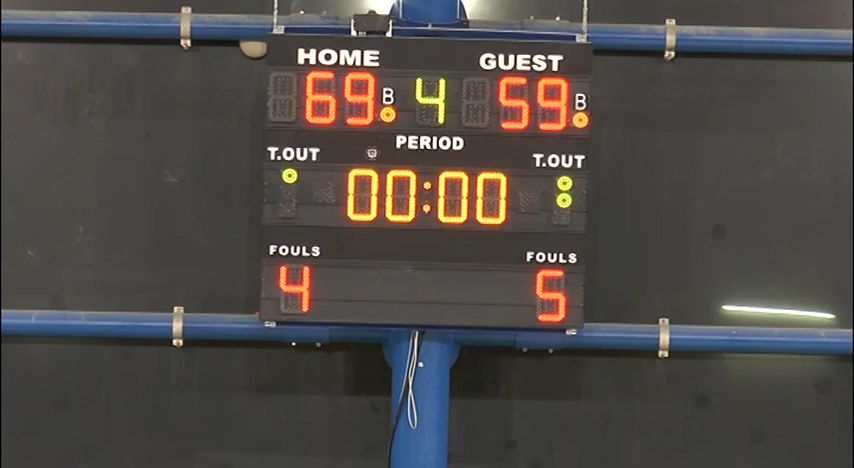 HOME GUEST
69 B 4 59 B
PERIOD
T.OUT T.OUT
00:00
FOULS FOULS
4 5